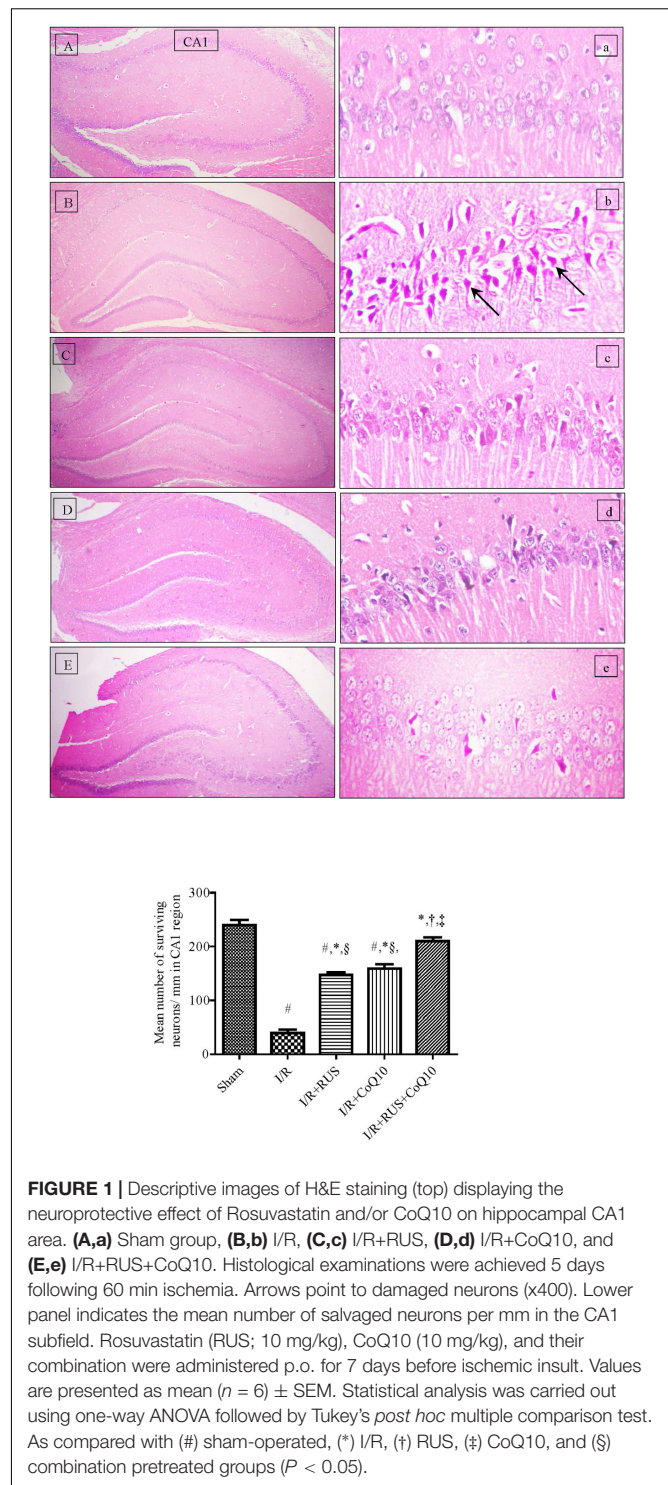 A
CA1
a
B
b
C
c
D
d
E
e
Mean number of surviving
neurons/ mm in CA1 region
300
200
100
0
#
#,*,§
#,*§,
*,†,‡
Sham
I/R
I/R+RUS
I/R+CoQ10
I/R+RUS+CoQ10
FIGURE 1 | Descriptive images of H&E staining (top) displaying the
neuroprotective effect of Rosuvastatin and/or CoQ10 on hippocampal CA1
area. (A,a) Sham group, (B,b) I/R, (C,c) I/R+RUS, (D,d) I/R+CoQ10, and
(E,e) I/R+RUS+CoQ10. Histological examinations were achieved 5 days
following 60 min ischemia. Arrows point to damaged neurons (x400). Lower
panel indicates the mean number of salvaged neurons per mm in the CA1
subfield. Rosuvastatin (RUS; 10 mg/kg), CoQ10 (10 mg/kg), and their
combination were administered p.o. for 7 days before ischemic insult. Values
are presented as mean (n = 6) ± SEM. Statistical analysis was carried out
using one-way ANOVA followed by Tukey's post hoc multiple comparison test.
As compared with (#) sham-operated, (*) I/R, (†) RUS, (‡) CoQ10, and (§)
combination pretreated groups (P < 0.05).